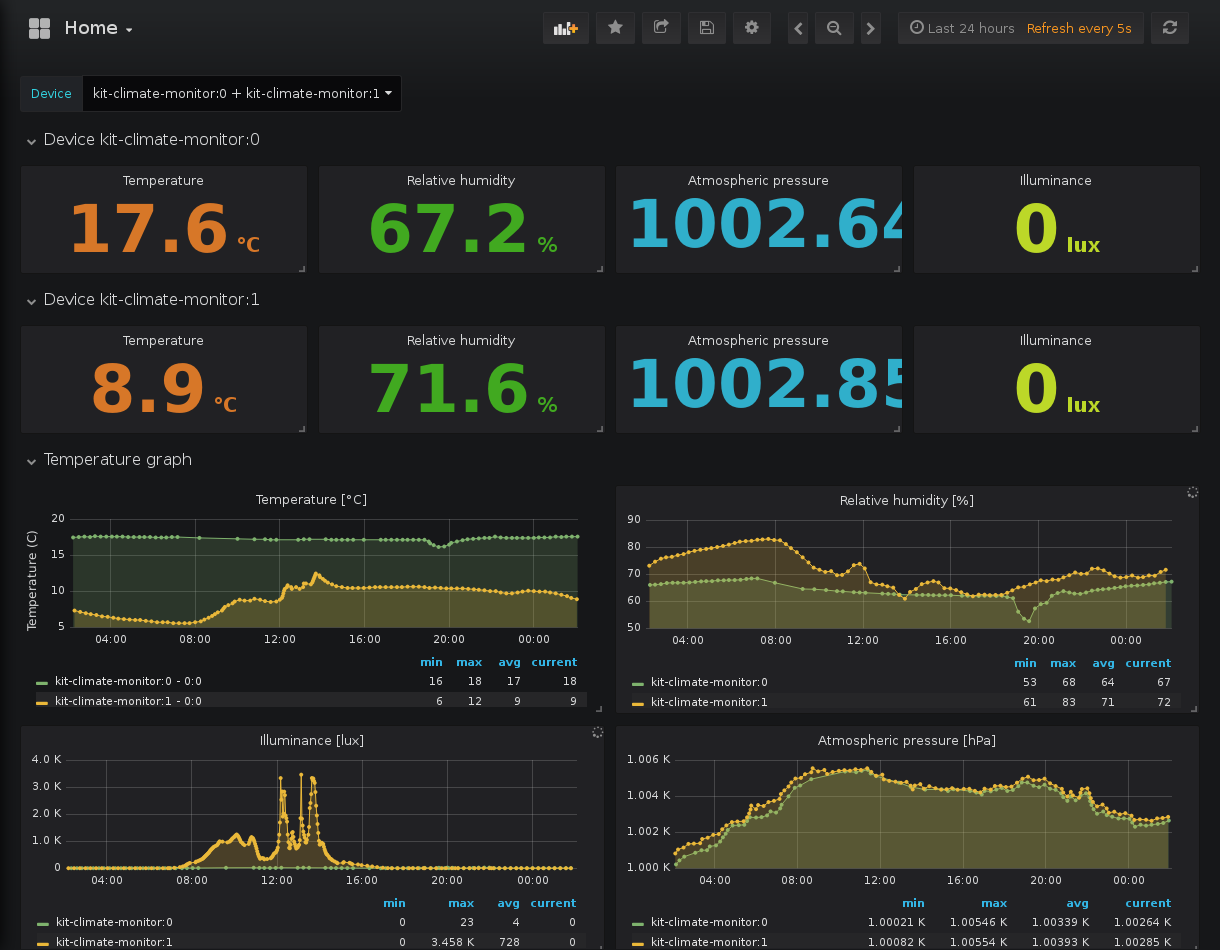 Home
Last 24 hours Refresh every 5s
Device kit-climate-monitor:0 + kit-climate-monitor:1
Device kit-climate-monitor:0
Temperature Relative humidity Atmospheric pressure Illuminance
17.6 °C 67.2 % 1002.64 0 lux
Device kit-climate-monitor:1
Temperature Relative humidity Atmospheric pressure Illuminance
8.9 °C 71.6 % 1002.85 0 lux
Temperature graph
Temperature [°C]
Temperature (C)
20
15
10
5
04:00 08:00 12:00 16:00 20:00 00:00
min max avg current
kit-climate-monitor:0 - 0:0 16 18 17 18
kit-climate-monitor:1 - 0:0 6 12 9 9
Relative humidity [%]
90
80
70
60
50
04:00 08:00 12:00 16:00 20:00 00:00
min max avg current
kit-climate-monitor:0 53 68 64 67
kit-climate-monitor:1 61 83 71 72
Illuminance [lux]
4.0 K
3.0 K
2.0 K
1.0 K
0
04:00 08:00 12:00 16:00 20:00 00:00
min max avg current
kit-climate-monitor:0 0 23 4 0
kit-climate-monitor:1 0 3.458 K 728 0
Atmospheric pressure [hPa]
1.006 K
1.004 K
1.002 K
1.000 K
04:00 08:00 12:00 16:00 20:00 00:00
min max avg current
kit-climate-monitor:0 1.00021 K 1.00546 K 1.00339 K 1.00264 K
kit-climate-monitor:1 1.00082 K 1.00554 K 1.00393 K 1.00285 K